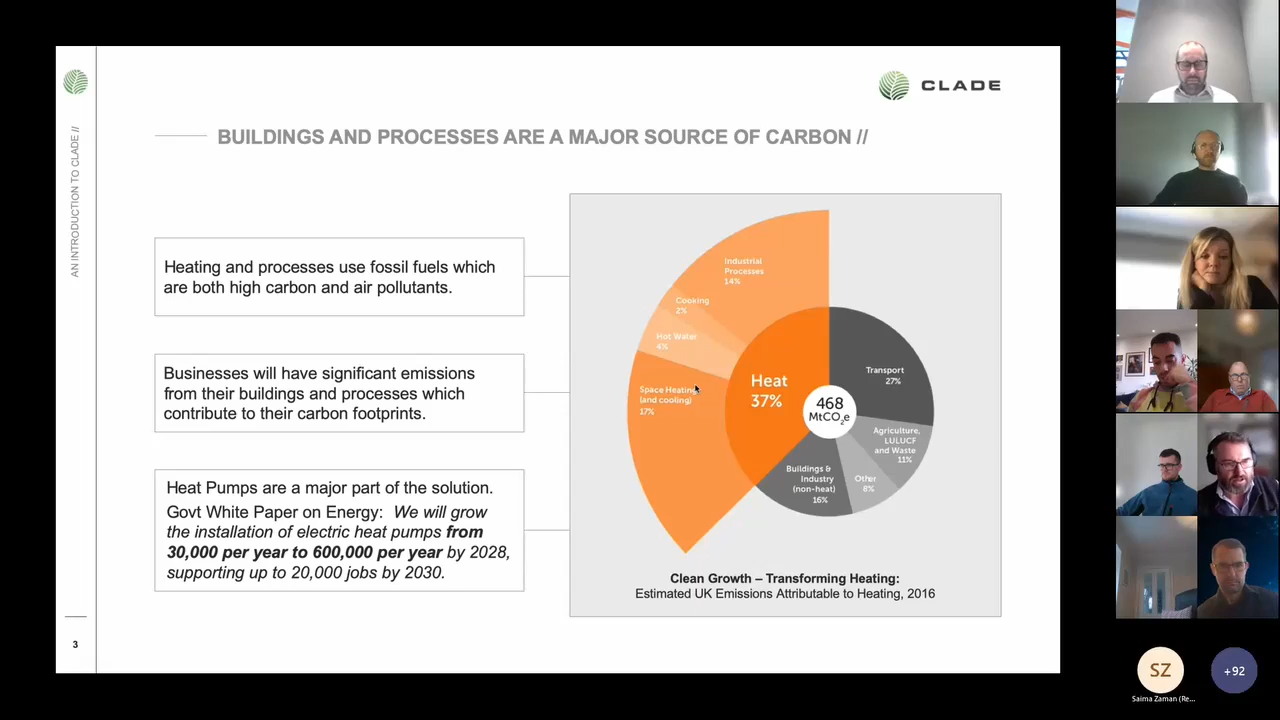 CLADE
AN INTRODUCTION TO CLADE //
BUILDINGS AND PROCESSES ARE A MAJOR SOURCE OF CARBON //
Heating and processes use fossil fuels which
are both high carbon and air pollutants.
Businesses will have significant emissions
from their buildings and processes which
contribute to their carbon footprints.
Heat Pumps are a major part of the solution.
Govt White Paper on Energy: We will grow
the installation of electric heat pumps from
30,000 per year to 600,000 per year by 2028,
supporting up to 20,000 jobs by 2030.
Industrial
Processes
14%
Cooking
2%
Hot Water
4%
Space Heating
(and cooling)
17%
Heat
37%
468
MtCO2e
Transport
27%
Agriculture,
LULUCF
and Waste
11%
Other
8%
Buildings &
Industry
(non-heat)
16%
Clean Growth – Transforming Heating:
Estimated UK Emissions Attributable to Heating, 2016
3
SZ
Saima Zaman (Re...
+92